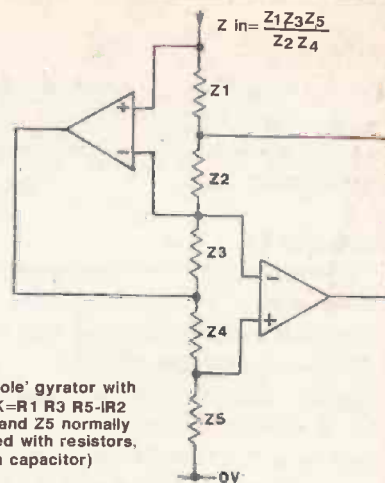 Z in= Z1Z3Z5
Z2 Z4
Z1
+
−
Z2
Z3
−
+
Z4
Z5
0V
ole' gyrator with
K=R1 R3 R5-|R2
and Z5 normally
ed with resistors,
capacitor)